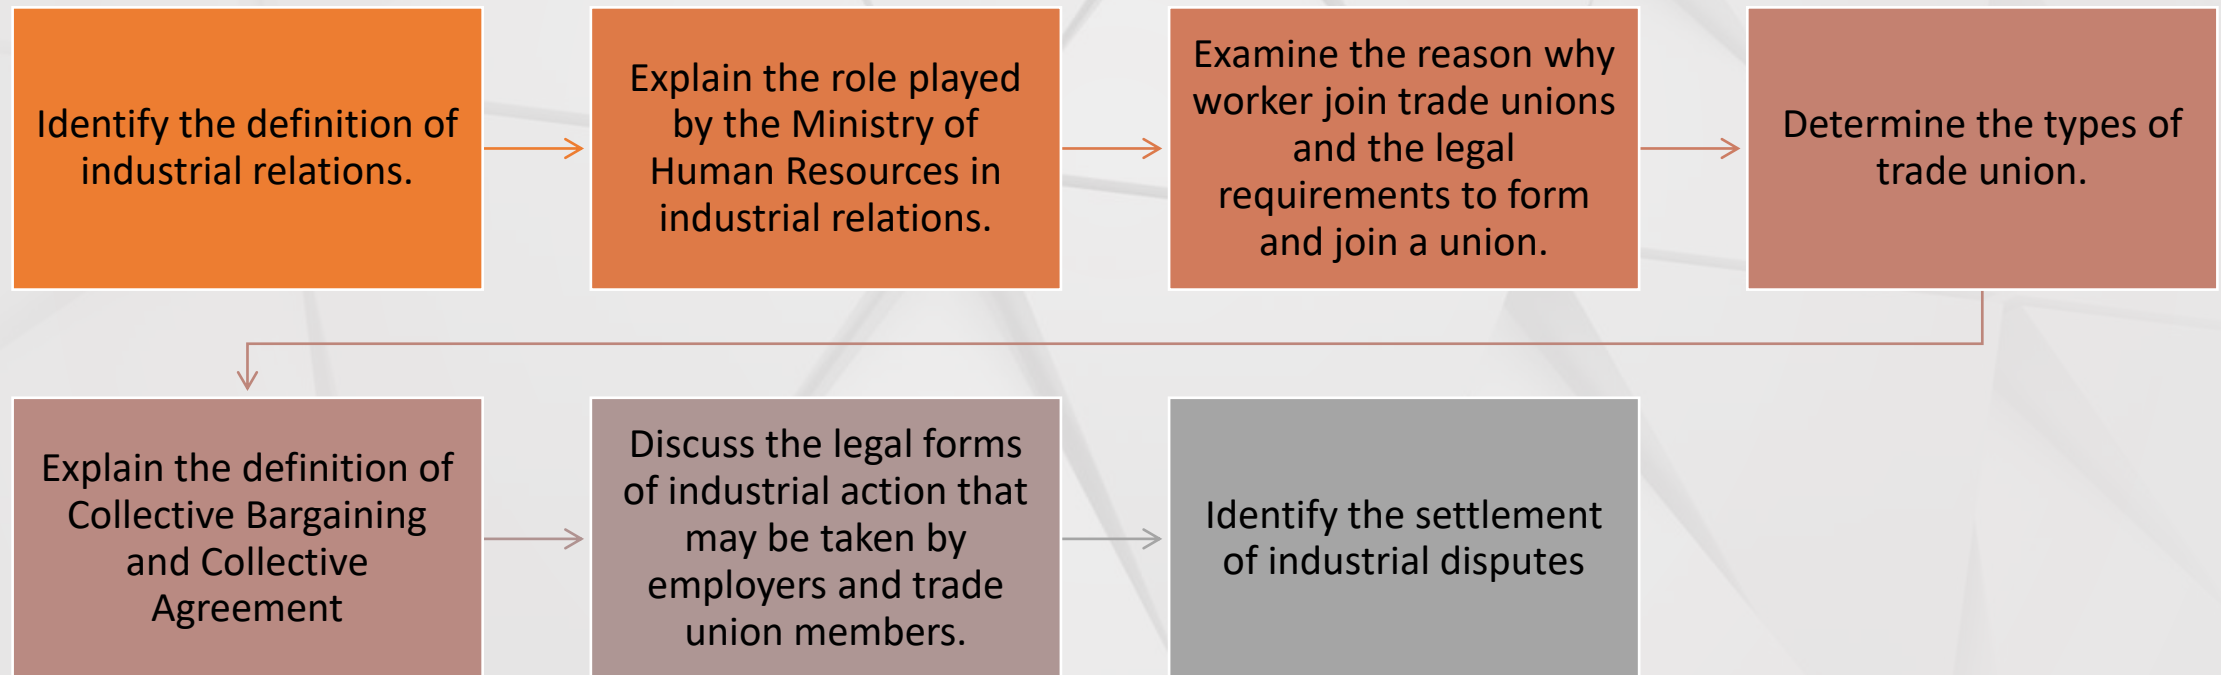 Identify the definition of
industrial relations.
Explain the role played
by the Ministry of
Human Resources in
industrial relations.
Examine the reason why
worker join trade unions
and the legal
requirements to form
and join a union.
Determine the types of
trade union.
Explain the definition of
Collective Bargaining
and Collective
Agreement
Discuss the legal forms
of industrial action that
may be taken by
employers and trade
union members.
Identify the settlement
of industrial disputes